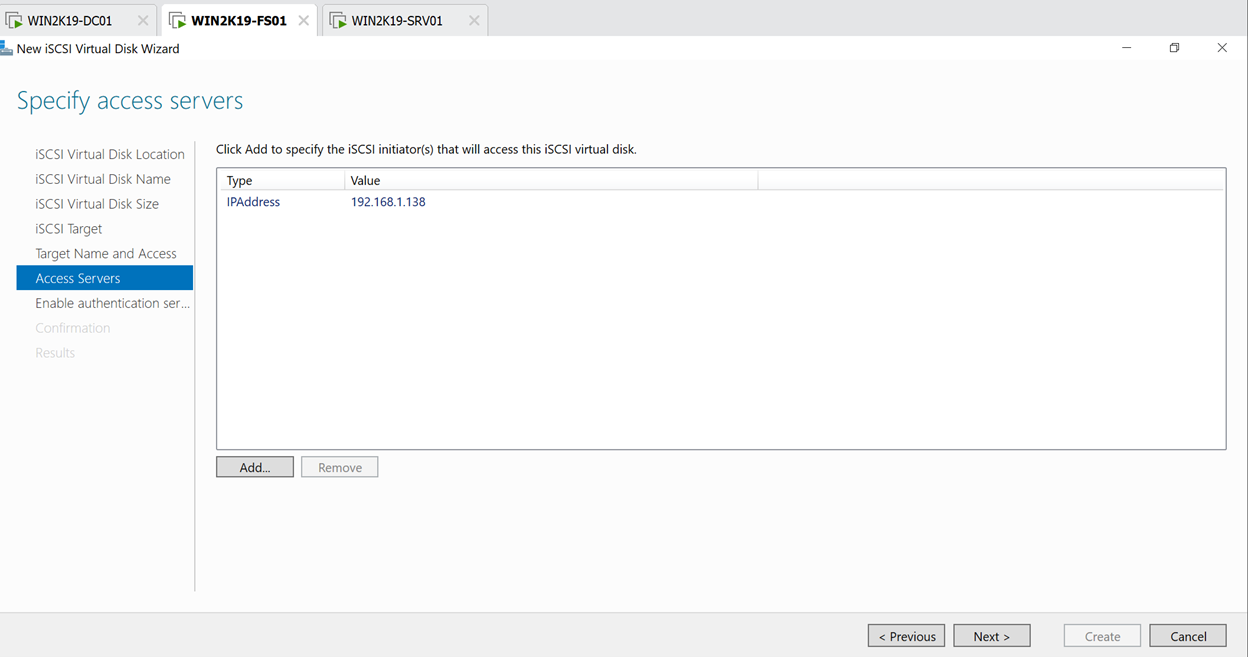 WIN2K19-DC01 WIN2K19-FS01 WIN2K19-SRV01
New iSCSI Virtual Disk Wizard
Specify access servers
iSCSI Virtual Disk Location
iSCSI Virtual Disk Name
iSCSI Virtual Disk Size
iSCSI Target
Target Name and Access
Access Servers
Enable authentication ser...
Confirmation
Results
Click Add to specify the iSCSI initiator(s) that will access this iSCSI virtual disk.
Type Value
IPAddress 192.168.1.138
Add... Remove
< Previous Next > Create Cancel